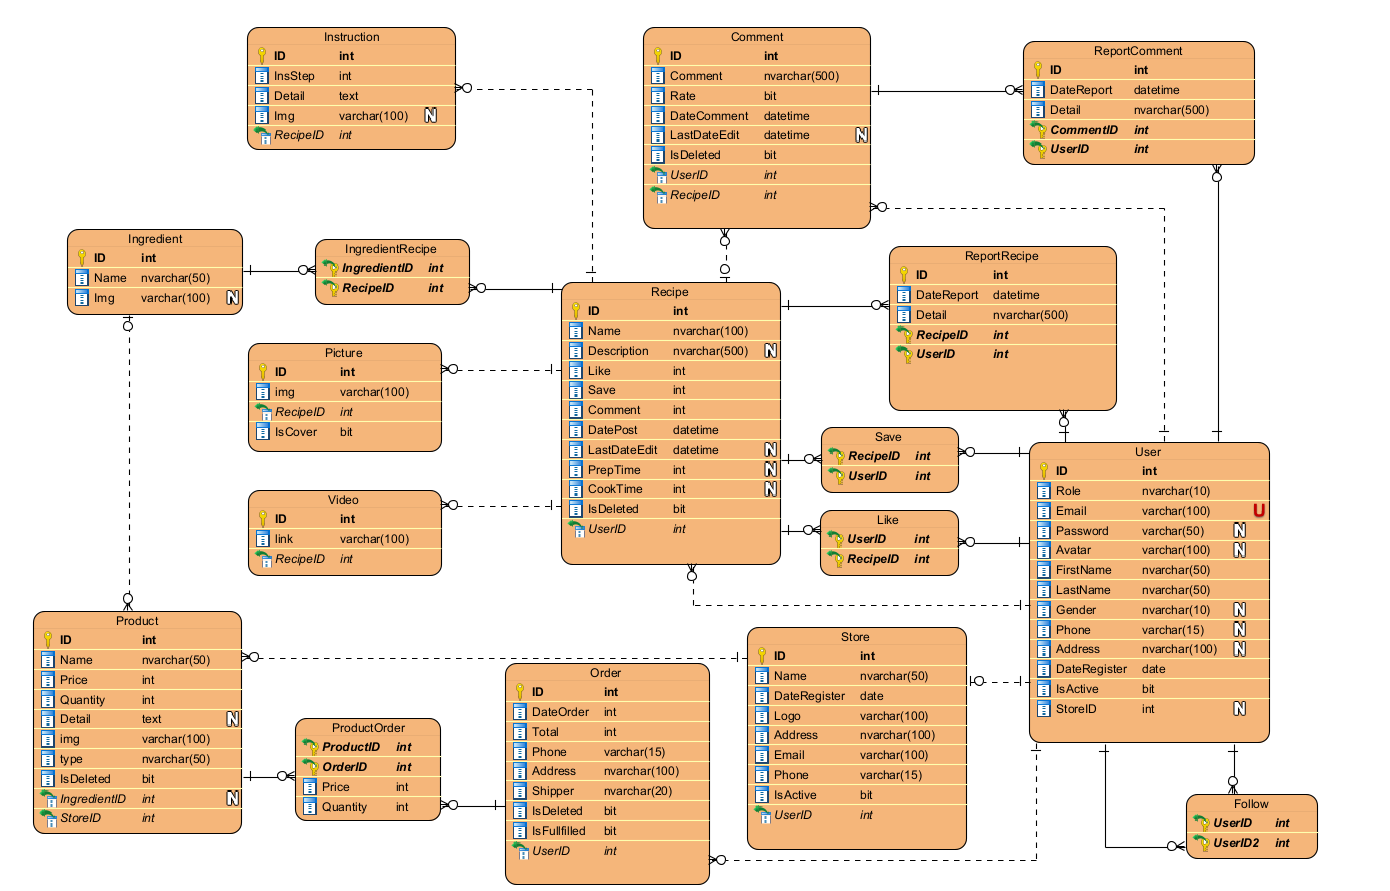 Instruction
ID int
InsStep int
Detail text
Img varchar(100) N
RecipeID int
Comment
ID int
Comment nvarchar(500)
Rate bit
DateComment datetime
LastDateEdit datetime N
IsDeleted bit
UserID int
RecipeID int
ReportComment
ID int
DateReport datetime
Detail nvarchar(500)
CommentID int
UserID int
Ingredient
ID int
Name nvarchar(50)
Img varchar(100) N
IngredientRecipe
IngredientID int
RecipeID int
Recipe
ID int
Name nvarchar(100)
Description nvarchar(500) N
Like int
Save int
Comment int
DatePost datetime
LastDateEdit datetime N
PrepTime int N
CookTime int N
IsDeleted bit
UserID int
ReportRecipe
ID int
DateReport datetime
Detail nvarchar(500)
RecipeID int
UserID int
Picture
ID int
img varchar(100)
RecipeID int
IsCover bit
Save
RecipeID int
UserID int
Video
ID int
link varchar(100)
RecipeID int
Like
UserID int
RecipeID int
User
ID int
Role nvarchar(10)
Email varchar(100) U
Password varchar(50) N
Avatar varchar(100) N
FirstName nvarchar(50)
LastName nvarchar(50)
Gender nvarchar(10) N
Phone varchar(15) N
Address nvarchar(100) N
DateRegister date
IsActive bit
StoreID int N
Product
ID int
Name nvarchar(50)
Price int
Quantity int
Detail text N
img varchar(100)
type nvarchar(50)
IsDeleted bit
IngredientID int N
StoreID int
ProductOrder
ProductID int
OrderID int
Price int
Quantity int
Order
ID int
DateOrder int
Total int
Phone varchar(15)
Address nvarchar(100)
Shipper nvarchar(20)
IsDeleted bit
IsFullfilled bit
UserID int
Store
ID int
Name nvarchar(50)
DateRegister date
Logo varchar(100)
Address nvarchar(100)
Email varchar(100)
Phone varchar(15)
IsActive bit
UserID int
Follow
UserID int
UserID2 int